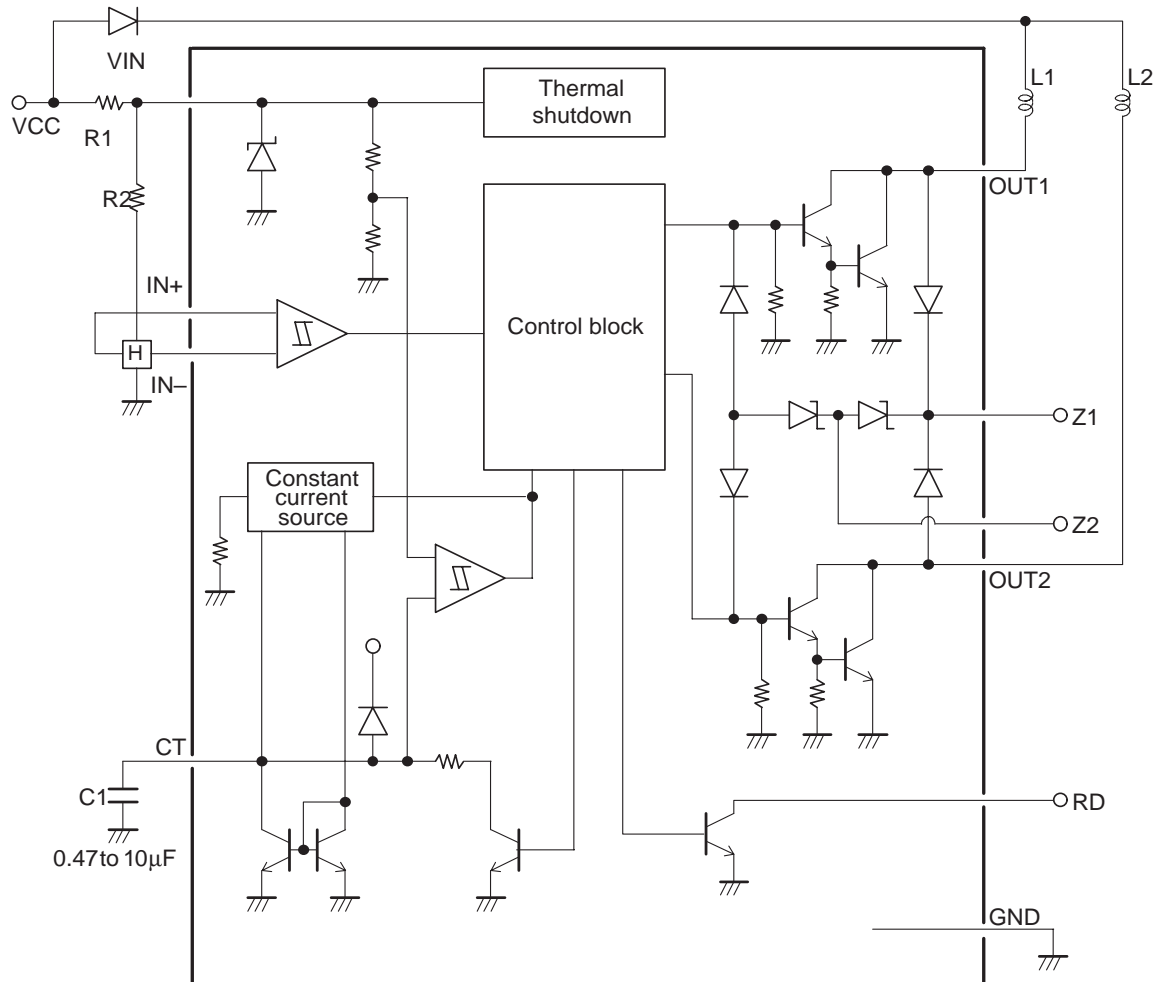 VIN
L1
L2
Thermal
shutdown
VCC
R1
R2
OUT1
IN+
Control block
H
IN–
Z1
Constant
current
source
Z2
OUT2
CT
C1
RD
0.47to 10μF
GND